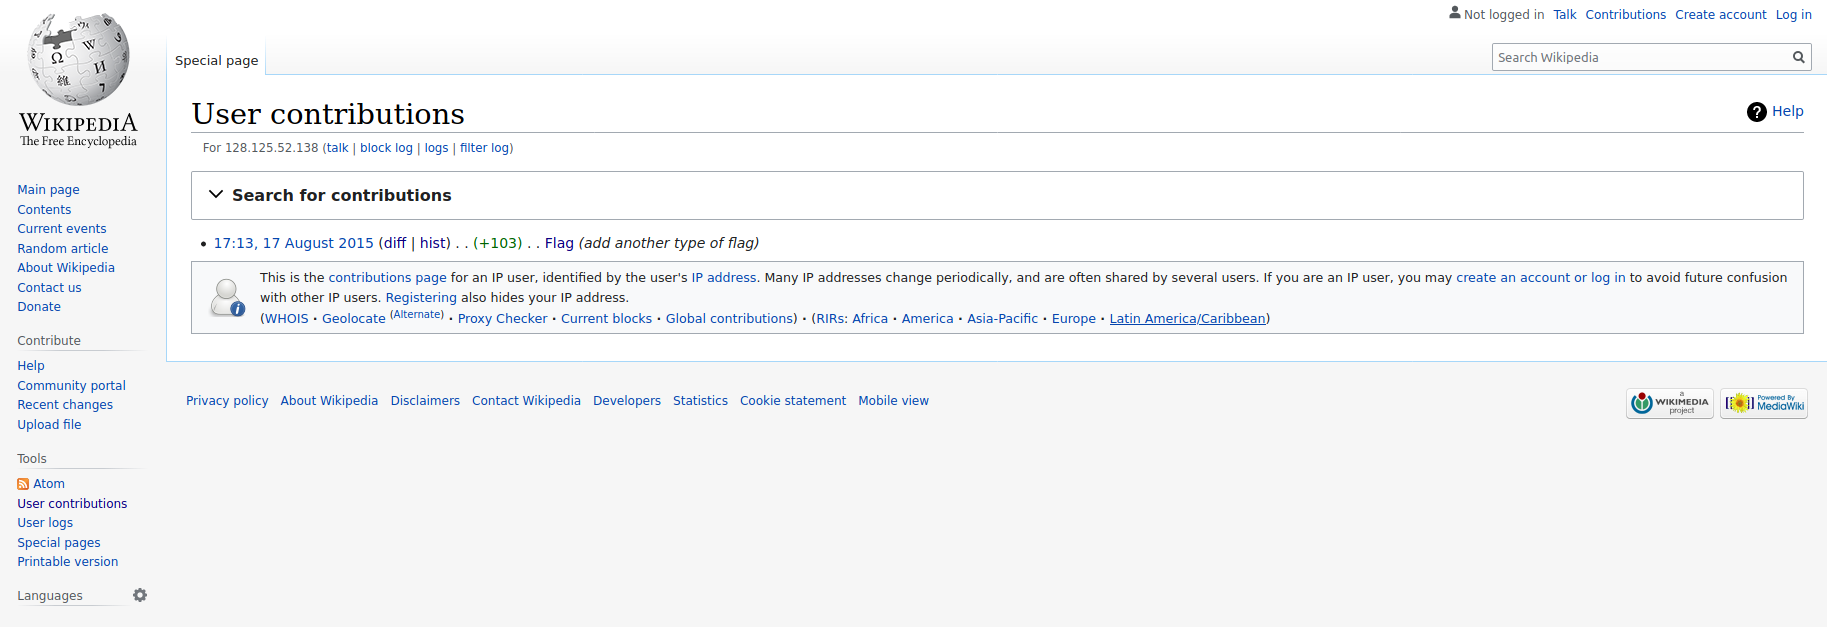 Not logged in Talk Contributions Create account Log in
Special page
Search Wikipedia
WIKIPEDIA
The Free Encyclopedia
User contributions
Help
For 128.125.52.138 (talk | block log | logs | filter log)
Search for contributions
• 17:13, 17 August 2015 (diff | hist) . . (+103) . . Flag (add another type of flag)
This is the contributions page for an IP user, identified by the user's IP address. Many IP addresses change periodically, and are often shared by several users. If you are an IP user, you may create an account or log in to avoid future confusion
with other IP users. Registering also hides your IP address.
(WHOIS · Geolocate (Alternate) · Proxy Checker · Current blocks · Global contributions) · (RIRs: Africa · America · Asia-Pacific · Europe · Latin America/Caribbean)
Main page
Contents
Current events
Random article
About Wikipedia
Contact us
Donate
Contribute
Help
Community portal
Recent changes
Upload file
Tools
Atom
User contributions
User logs
Special pages
Printable version
Languages
Privacy policy About Wikipedia Disclaimers Contact Wikipedia Developers Statistics Cookie statement Mobile view
a
WIKIMEDIA
project
Powered By
MediaWiki